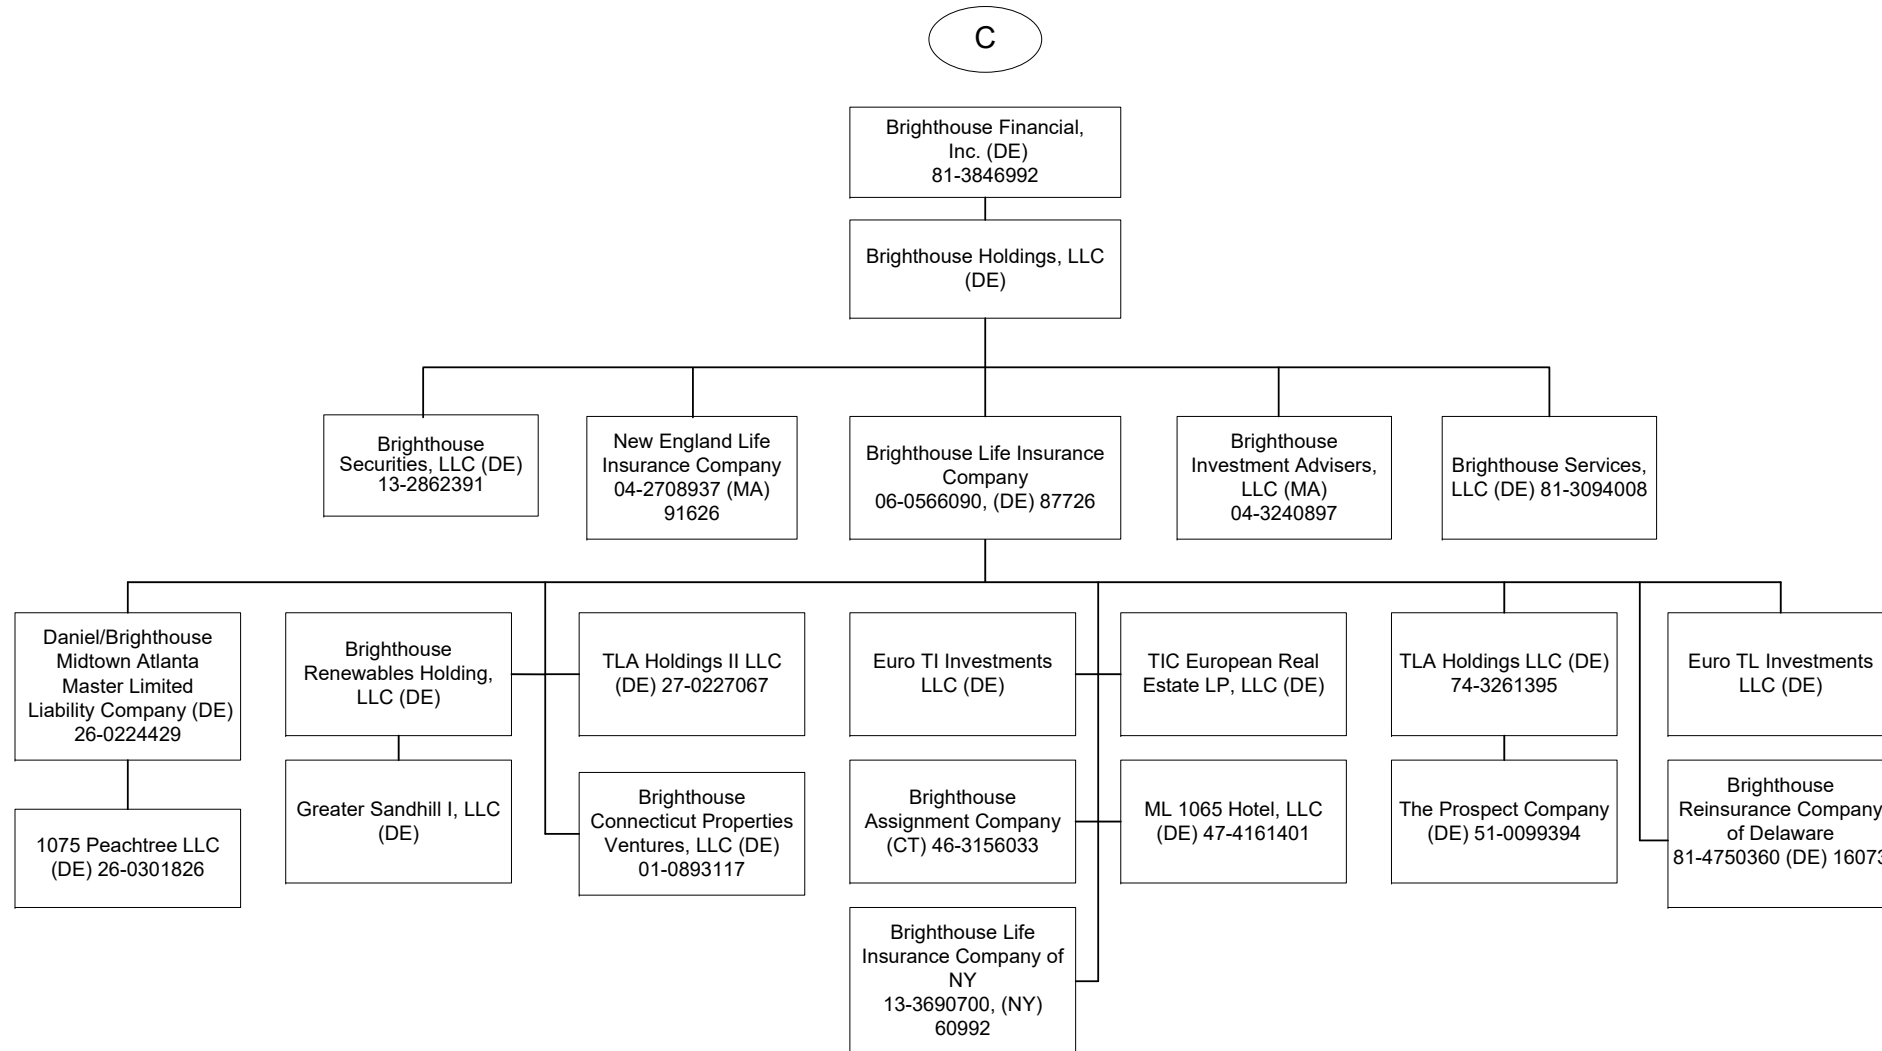 C
Brighthouse Financial,
Inc. (DE)
81-3846992
Brighthouse Holdings, LLC
(DE)
Brighthouse
Securities, LLC (DE)
13-2862391
New England Life
Insurance Company
04-2708937 (MA)
91626
Brighthouse Life Insurance
Company
06-0566090, (DE) 87726
Brighthouse
Investment Advisers,
LLC (MA)
04-3240897
Brighthouse Services,
LLC (DE) 81-3094008
Daniel/Brighthouse
Midtown Atlanta
Master Limited
Liability Company (DE)
26-0224429
Brighthouse
Renewables Holding,
LLC (DE)
TLA Holdings II LLC
(DE) 27-0227067
Euro TI Investments
LLC (DE)
TIC European Real
Estate LP, LLC (DE)
TLA Holdings LLC (DE)
74-3261395
Euro TL Investments
LLC (DE)
1075 Peachtree LLC
(DE) 26-0301826
Greater Sandhill I, LLC
(DE)
Brighthouse
Connecticut Properties
Ventures, LLC (DE)
01-0893117
Brighthouse
Assignment Company
(CT) 46-3156033
ML 1065 Hotel, LLC
(DE) 47-4161401
The Prospect Company
(DE) 51-0099394
Brighthouse
Reinsurance Company
of Delaware
81-4750360 (DE) 16073
Brighthouse Life
Insurance Company of
NY
13-3690700, (NY)
60992